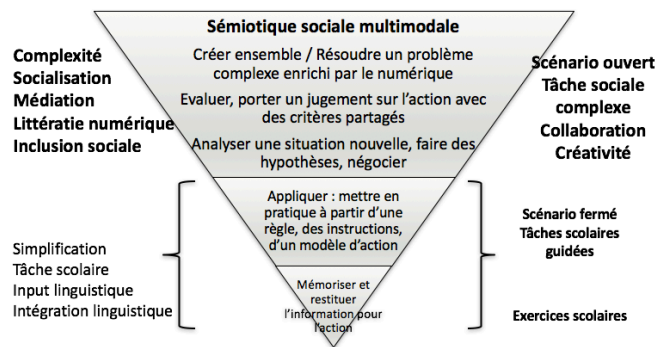 Sémiotique sociale multimodale
Créer ensemble / Résoudre un problème
complexe enrichi par le numérique
Evaluer, porter un jugement sur l'action avec
des critères partagés
Analyser une situation nouvelle, faire des
hypothèses, négocier
Appliquer : mettre en
pratique à partir d'une
règle, des instructions,
d'un modèle d'action
Mémoriser et
restituer
l'information pour
l'action
Complexité
Socialisation
Médiation
Littératie numérique
Inclusion sociale
Simplification
Tâche scolaire
Input linguistique
Intégration linguistique
Scénario ouvert
Tâche sociale
complexe
Collaboration
Créativité
Scénario fermé
Tâches scolaires
guidées
Exercices scolaires